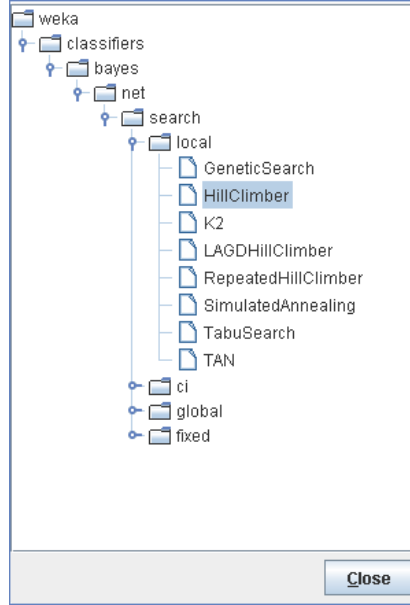 weka
classifiers
bayes
net
search
local
GeneticSearch
HillClimber
K2
LAGDHillClimber
RepeatedHillClimber
SimulatedAnnealing
TabuSearch
TAN
ci
global
fixed
Close